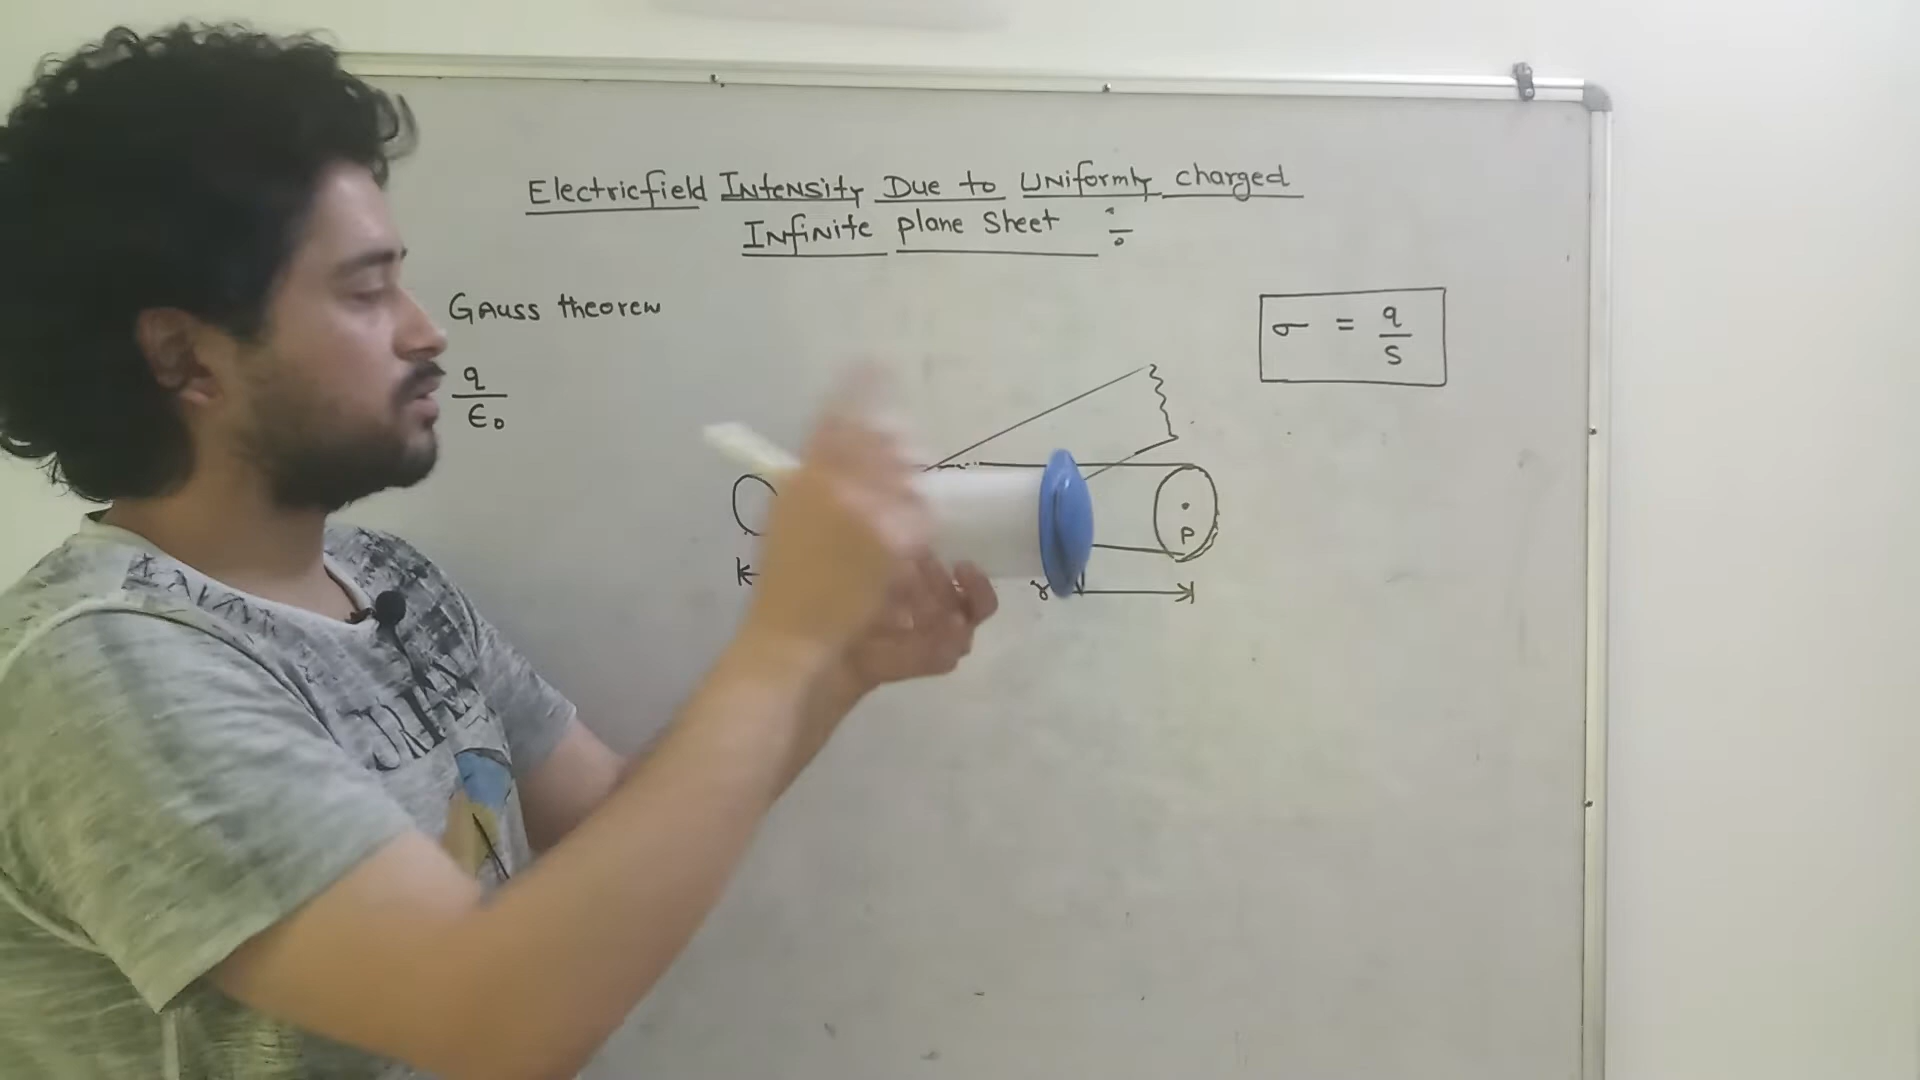 Electricfield Intensity Due to Uniformly charged
Infinite plane Sheet ÷
Gauss theorem
q
ε₀
σ = q
S
P
r